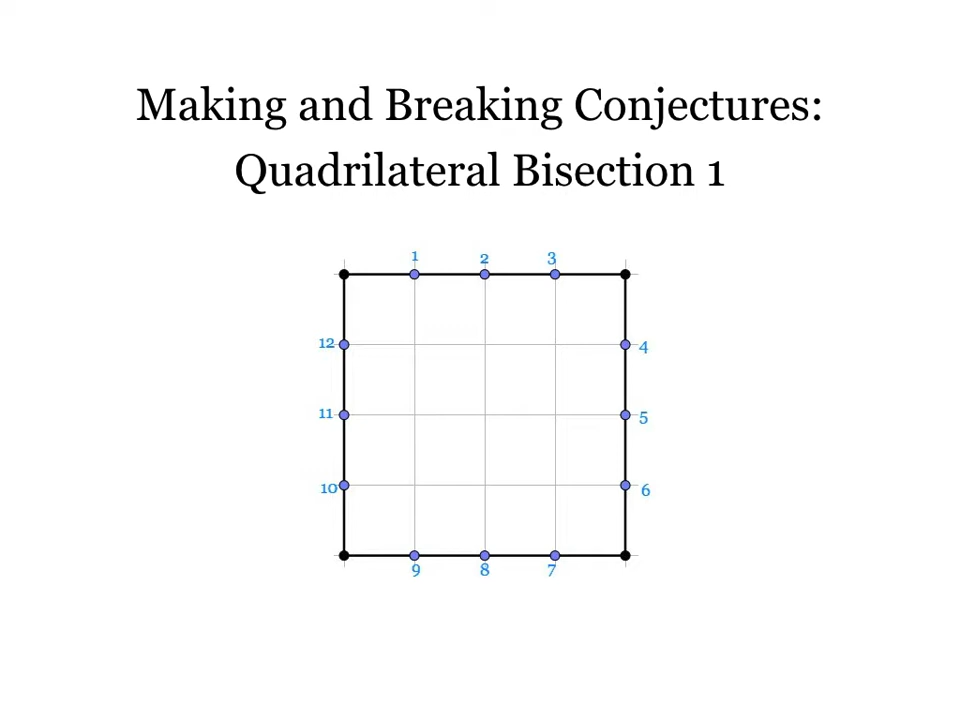 Making and Breaking Conjectures:
Quadrilateral Bisection 1
1 2 3
12 4
11 5
10 6
9 8 7